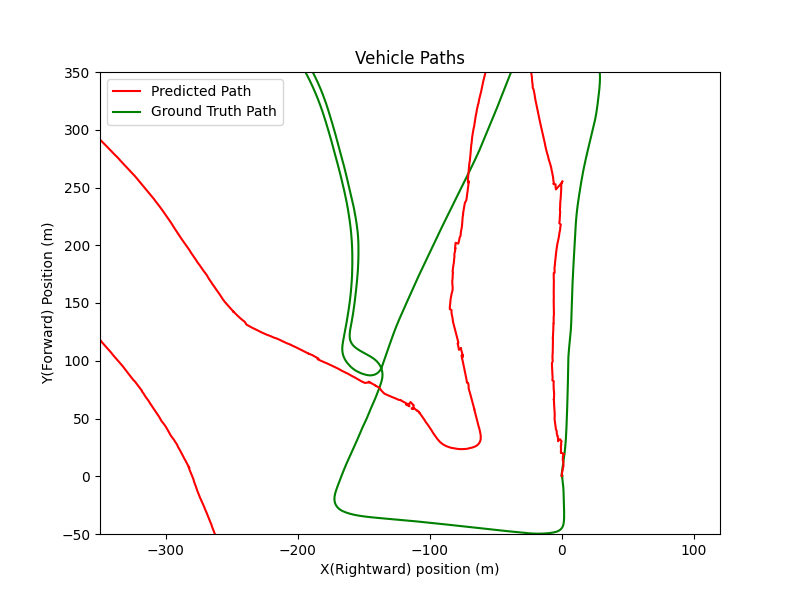 Vehicle Paths
Predicted Path
Ground Truth Path
350
300
250
200
150
100
50
0
−50
Y(Forward) Position (m)
−300
−200
−100
0
100
X(Rightward) position (m)